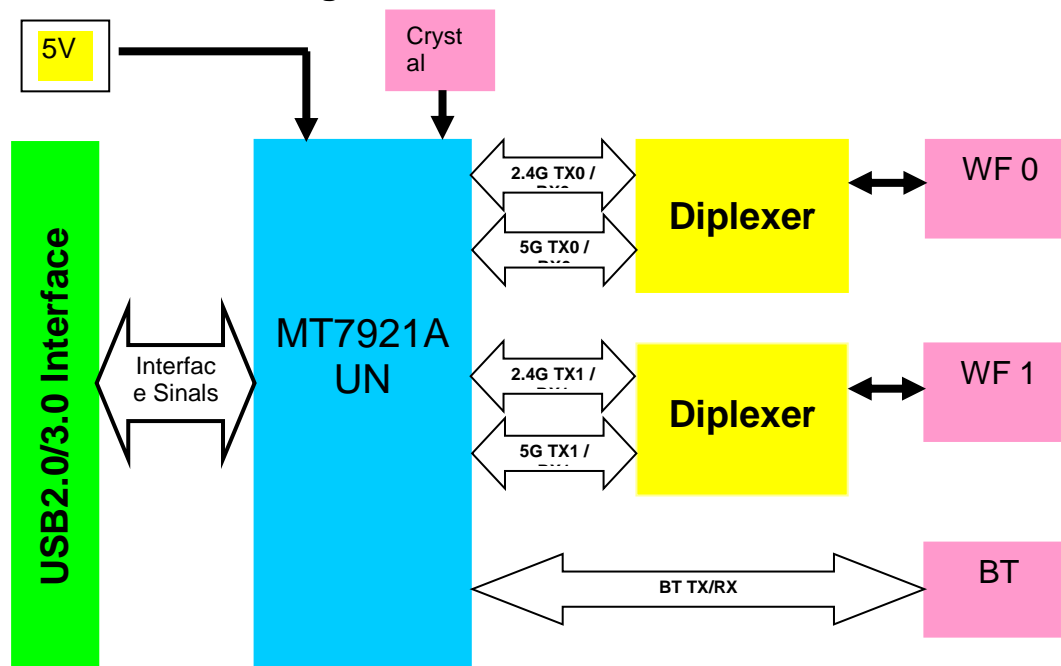 5V
Cryst
al
USB2.0/3.0 Interface
Interfac
e Sinals
MT7921A
UN
2.4G TX0 /
5G TX0 /
Diplexer
WF 0
2.4G TX1 /
5G TX1 /
Diplexer
WF 1
BT TX/RX
BT